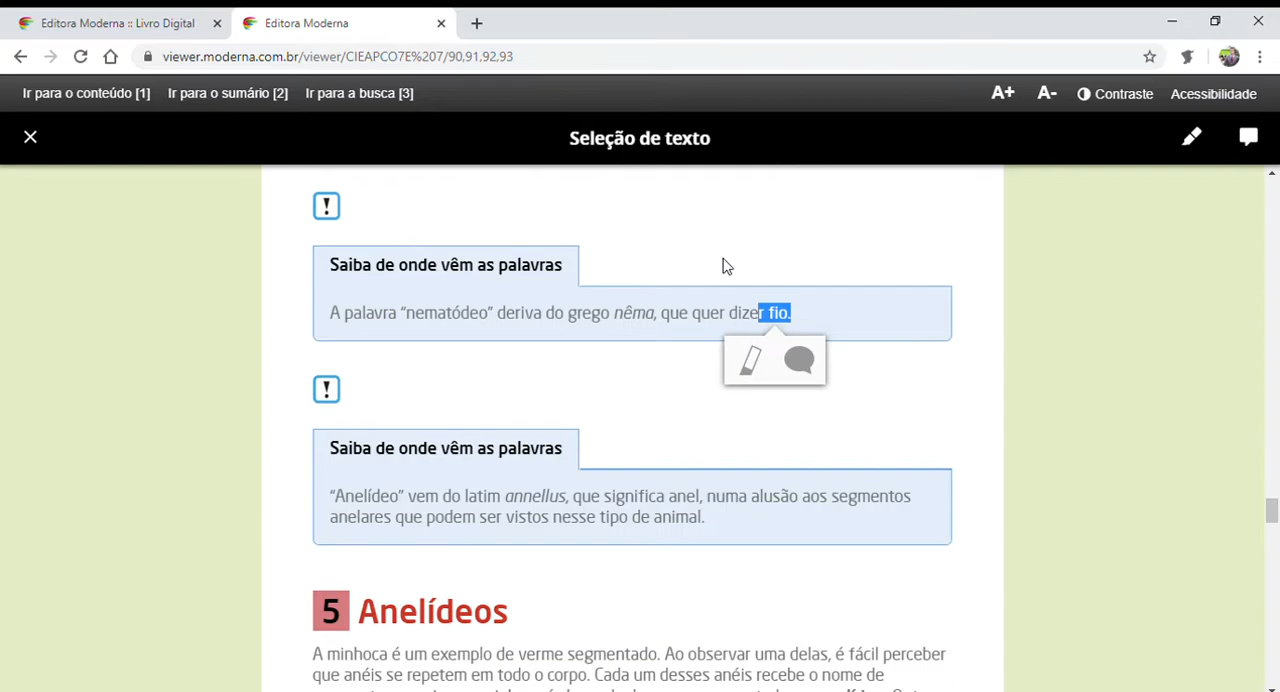 Editora Moderna :: Livro Digital
Editora Moderna
viewer.moderna.com.br/viewer/CIEAPCO7E%207/90,91,92,93
Ir para o conteúdo [1] Ir para o sumário [2] Ir para a busca [3] A+ A- Contraste Acessibilidade
Seleção de texto
!
Saiba de onde vêm as palavras
A palavra “nematódeo” deriva do grego nêma, que quer dizer fio.
!
Saiba de onde vêm as palavras
“Anelídeo” vem do latim annellus, que significa anel, numa alusão aos segmentos
anelares que podem ser vistos nesse tipo de animal.
5 Anelídeos
A minhoca é um exemplo de verme segmentado. Ao observar uma delas, é fácil perceber
que anéis se repetem em todo o corpo. Cada um desses anéis recebe o nome de